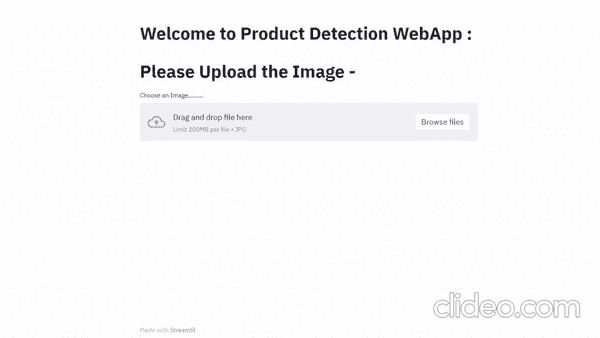 Welcome to Product Detection WebApp :
Please Upload the Image -
Choose an Image..........
Drag and drop file here
Limit 200MB per file • JPG
Browse files
clideo.com
Made with Streamlit